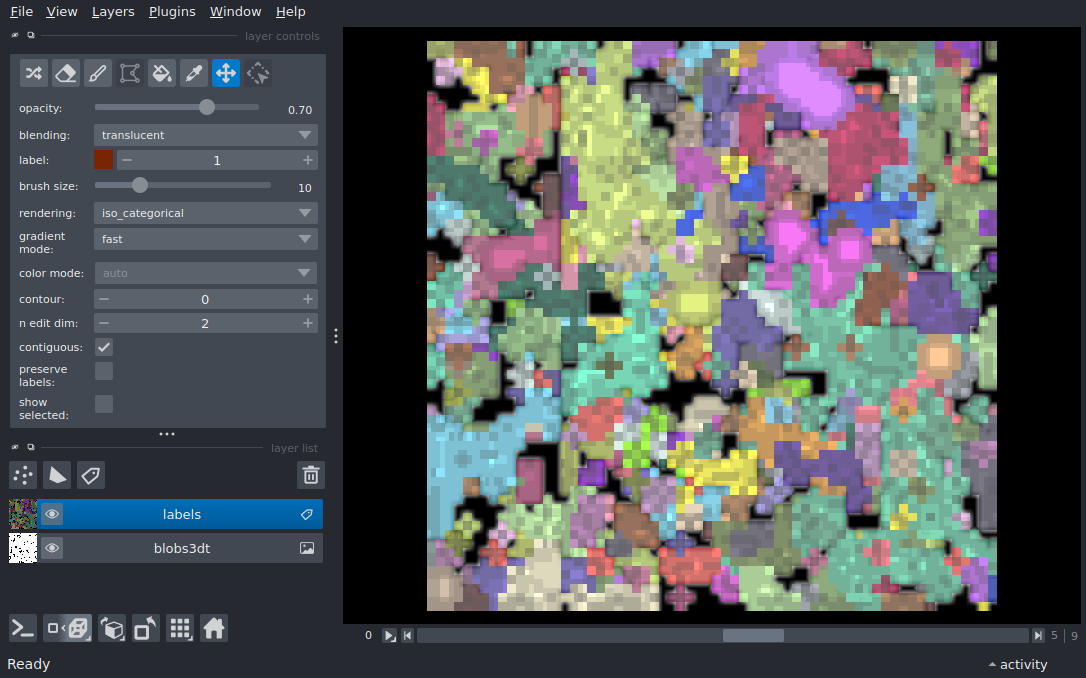 File View Layers Plugins Window Help
layer controls
opacity: 0.70
blending: translucent
label: 1
brush size: 10
rendering: iso_categorical
gradient
mode: fast
color mode: auto
contour: 0
n edit dim: 2
contiguous:
preserve
labels:
show
selected:
layer list
labels
blobs3dt
0 5 | 9
Ready activity